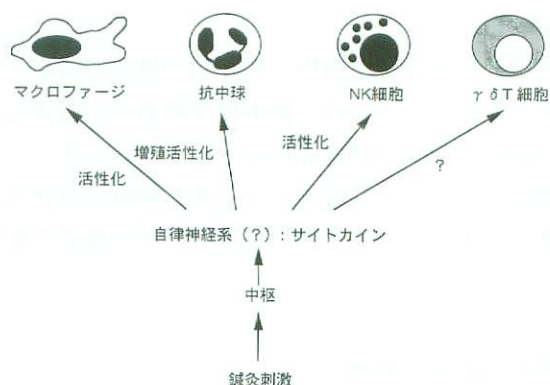 マクロファージ
抗中球
NK細胞
γδT細胞
活性化
増殖活性化
活性化
?
自律神経系(?):サイトカイン
中枢
鍼灸刺激